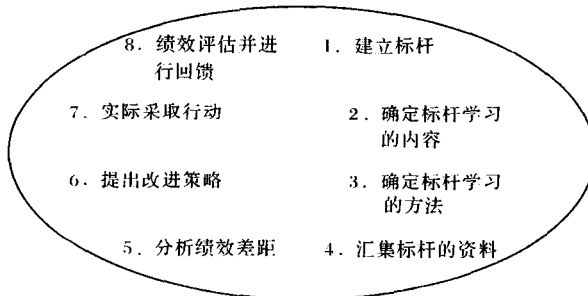 8. 绩效评估并进
行回馈
1. 建立标杆
7. 实际采取行动
2. 确定标杆学习
的内容
6. 提出改进策略
3. 确定标杆学习
的方法
5. 分析绩效差距
4. 汇集标杆的资料